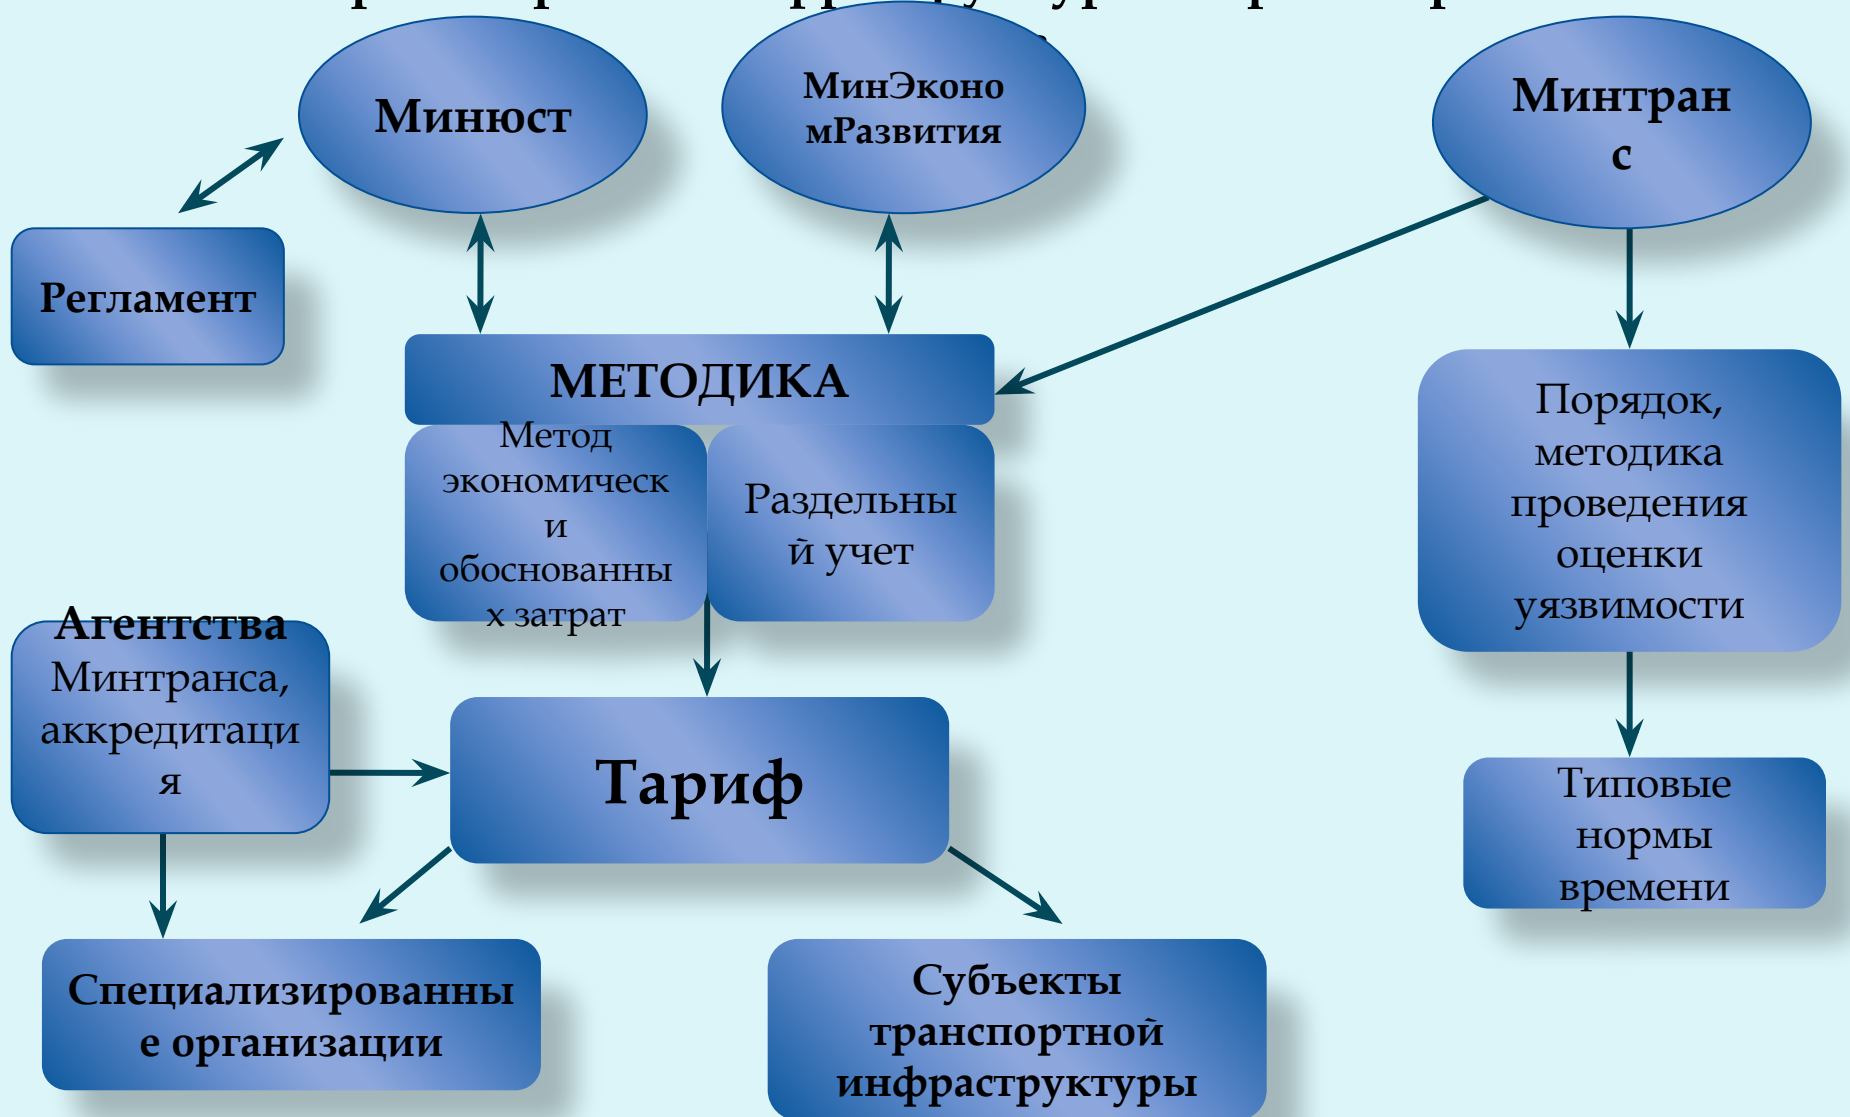 Минюст
МинЭконо
мРазвития
Минтран
с
Регламент
МЕТОДИКА
Метод
экономическ
и
обоснованны
х затрат
Раздельны
й учет
Порядок,
методика
проведения
оценки
уязвимости
Агентства
Минтранса,
аккредитаци
я
Тариф
Типовые
нормы
времени
Специализированны
е организации
Субъекты
транспортной
инфраструктуры